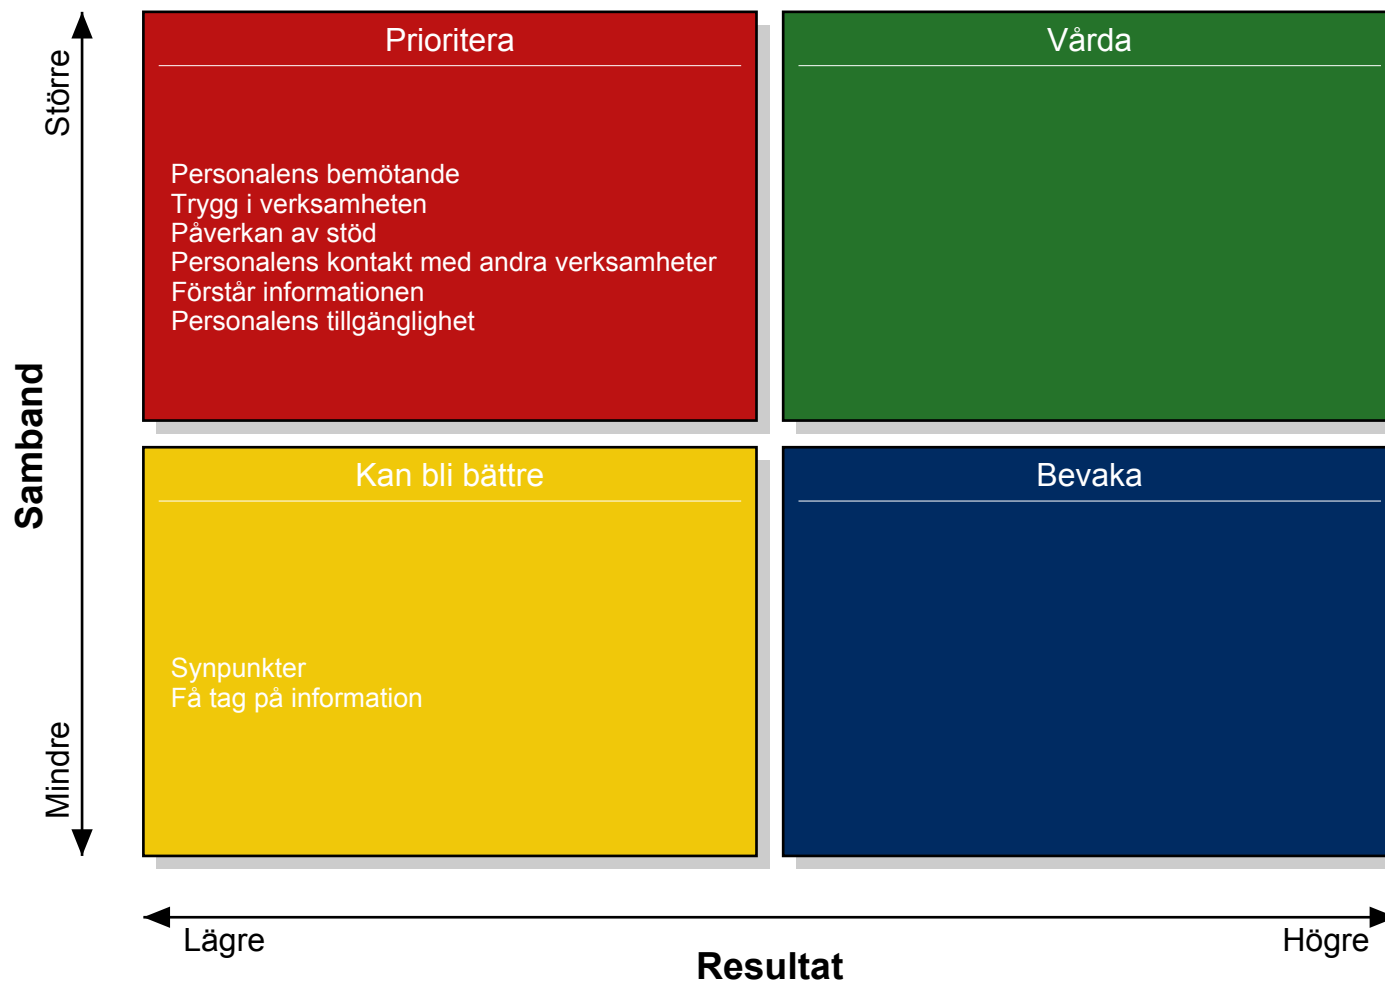 Större
Samband
Mindre
Prioritera
Personalens bemötande
Trygg i verksamheten
Påverkan av stöd
Personalens kontakt med andra verksamheter
Förstår informationen
Personalens tillgänglighet
Vårda
Kan bli bättre
Synpunkter
Få tag på information
Bevaka
Lägre
Högre
Resultat